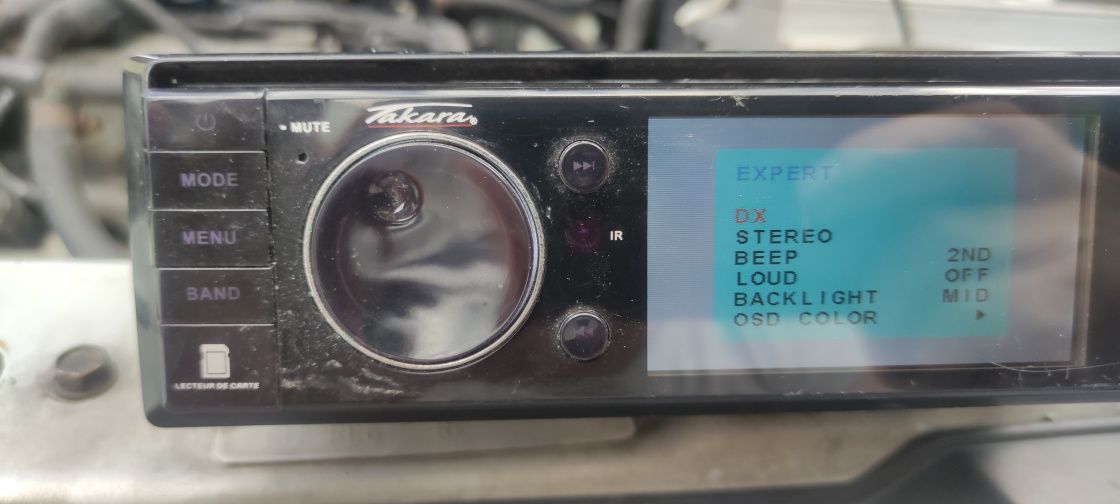 MUTE
Takara®
MODE
MENU
BAND
LECTEUR DE CARTE
IR
EXPERT
DX
STEREO
BEEP 2ND
LOUD OFF
BACKLIGHT MID
OSD COLOR ▶